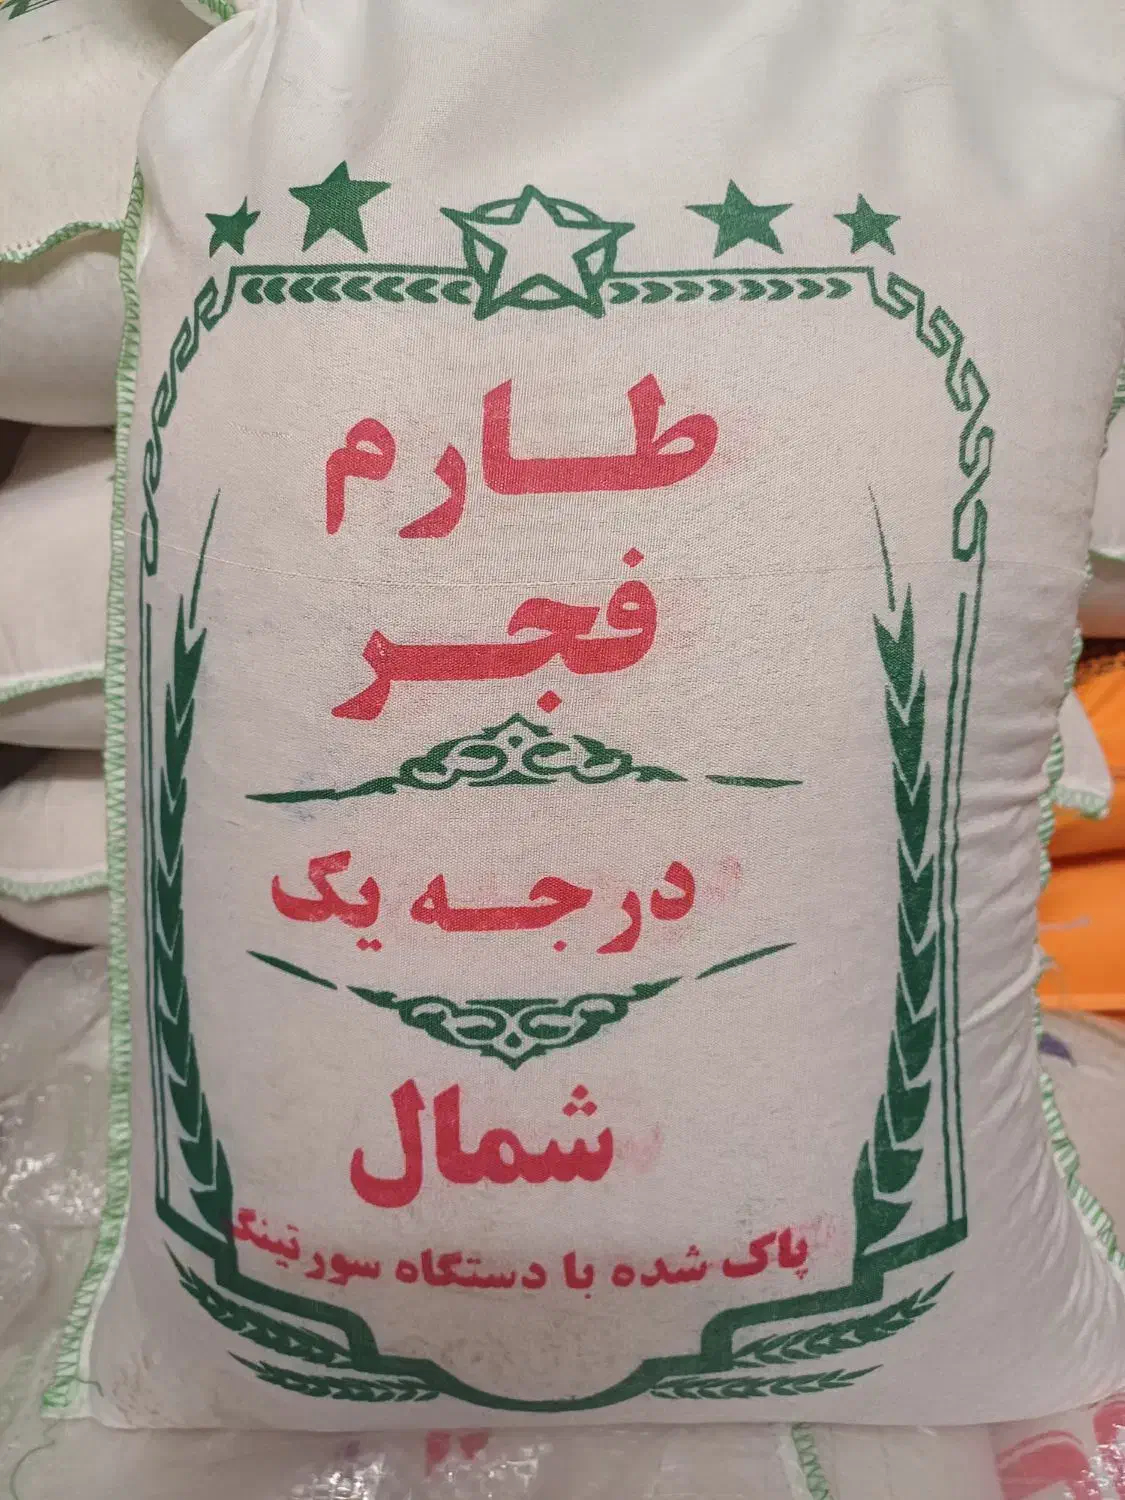 طارم
فجر
درجه یک
شمال
پاک شده با دستگاه سورتینگ